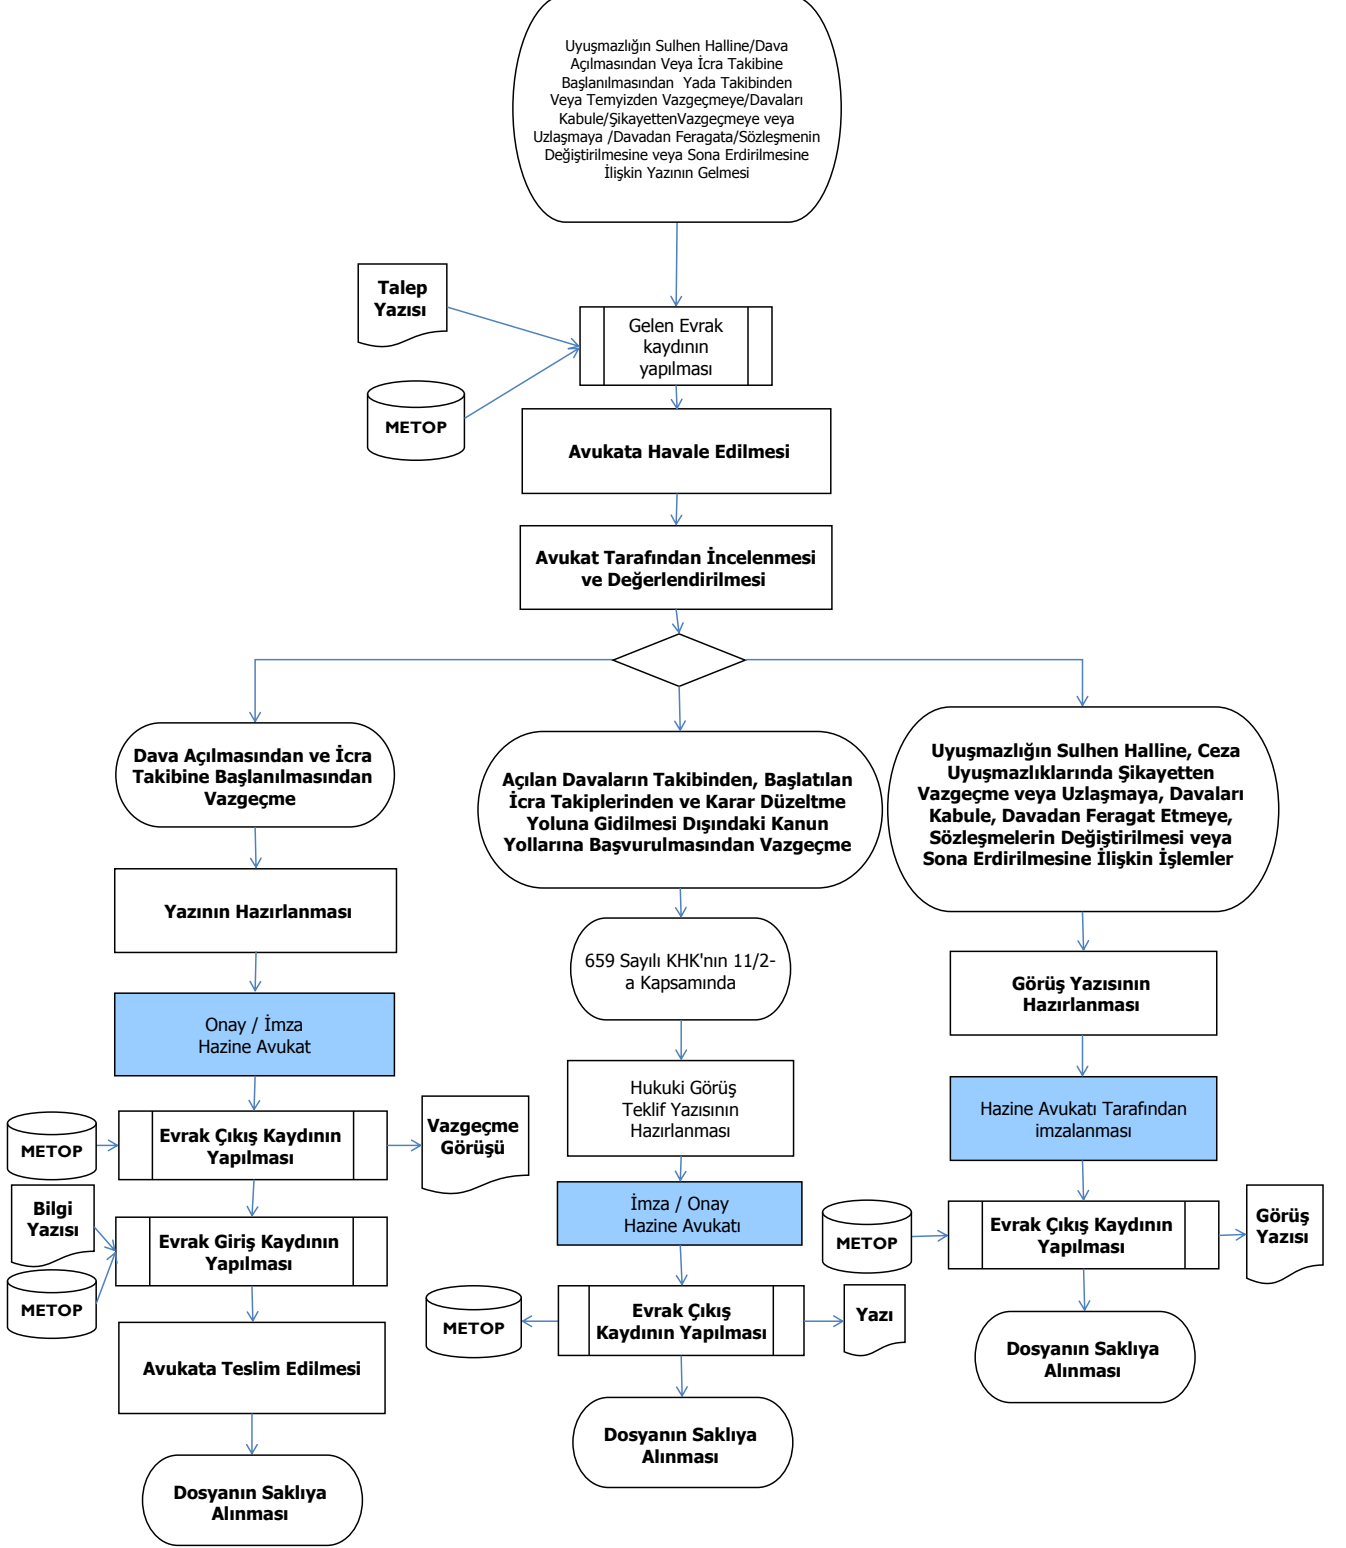 Uyuşmazlığın Sulhen Halline/Dava
Açılmasından Veya İcra Takibine
Başlanılmasından  Yada Takibinden
Veya Temyizden Vazgeçmeye/Davaları
Kabule/ŞikayettenVazgeçmeye veya
Uzlaşmaya /Davadan Feragata/Sözleşmenin
Değiştirilmesine veya Sona Erdirilmesine
İlişkin Yazının Gelmesi
Talep
Yazısı
Gelen Evrak
kaydının
yapılması
METOP
Avukata Havale Edilmesi
Avukat Tarafından İncelenmesi
ve Değerlendirilmesi
Dava Açılmasından ve İcra
Takibine Başlanılmasından
Vazgeçme
Yazının Hazırlanması
Onay / İmza
Hazine Avukat
METOP
Evrak Çıkış Kaydının
Yapılması
Vazgeçme
Görüşü
Bilgi
Yazısı
METOP
Evrak Giriş Kaydının
Yapılması
Avukata Teslim Edilmesi
Dosyanın Saklıya
Alınması
Açılan Davaların Takibinden, Başlatılan
İcra Takiplerinden ve Karar Düzeltme
Yoluna Gidilmesi Dışındaki Kanun
Yollarına Başvurulmasından Vazgeçme
659 Sayılı KHK'nın 11/2-
a Kapsamında
Hukuki Görüş
Teklif Yazısının
Hazırlanması
İmza / Onay
Hazine Avukatı
METOP
Evrak Çıkış
Kaydının Yapılması
Yazı
Dosyanın Saklıya
Alınması
Uyuşmazlığın Sulhen Halline, Ceza
Uyuşmazlıklarında Şikayetten
Vazgeçme veya Uzlaşmaya, Davaları
Kabule, Davadan Feragat Etmeye,
Sözleşmelerin Değiştirilmesi veya
Sona Erdirilmesine İlişkin İşlemler
Görüş Yazısının
Hazırlanması
Hazine Avukatı Tarafından
imzalanması
METOP
Evrak Çıkış Kaydının
Yapılması
Görüş
Yazısı
Dosyanın Saklıya
Alınması